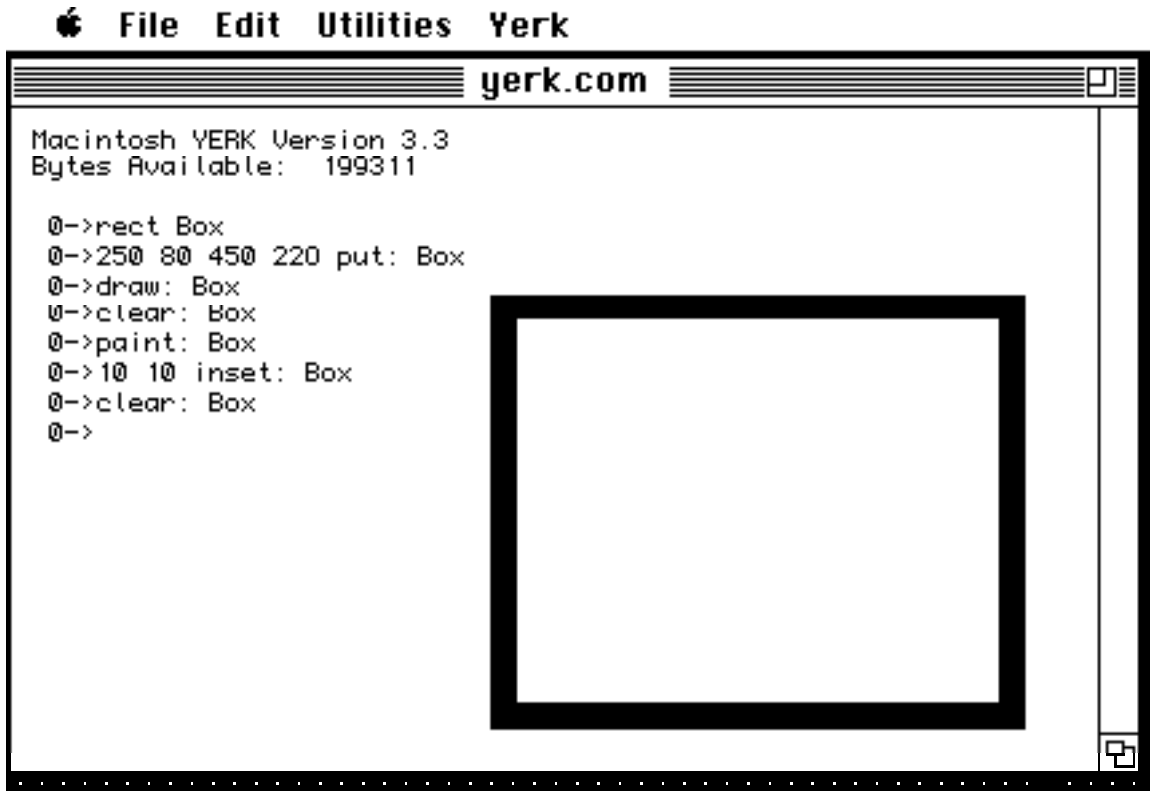 File Edit Utilities Yerk
yerk.com
Macintosh YERK Version 3.3
Bytes Available: 199311
0->rect Box
0->250 80 450 220 put: Box
0->draw: Box
0->clear: Box
0->paint: Box
0->10 10 inset: Box
0->clear: Box
0->